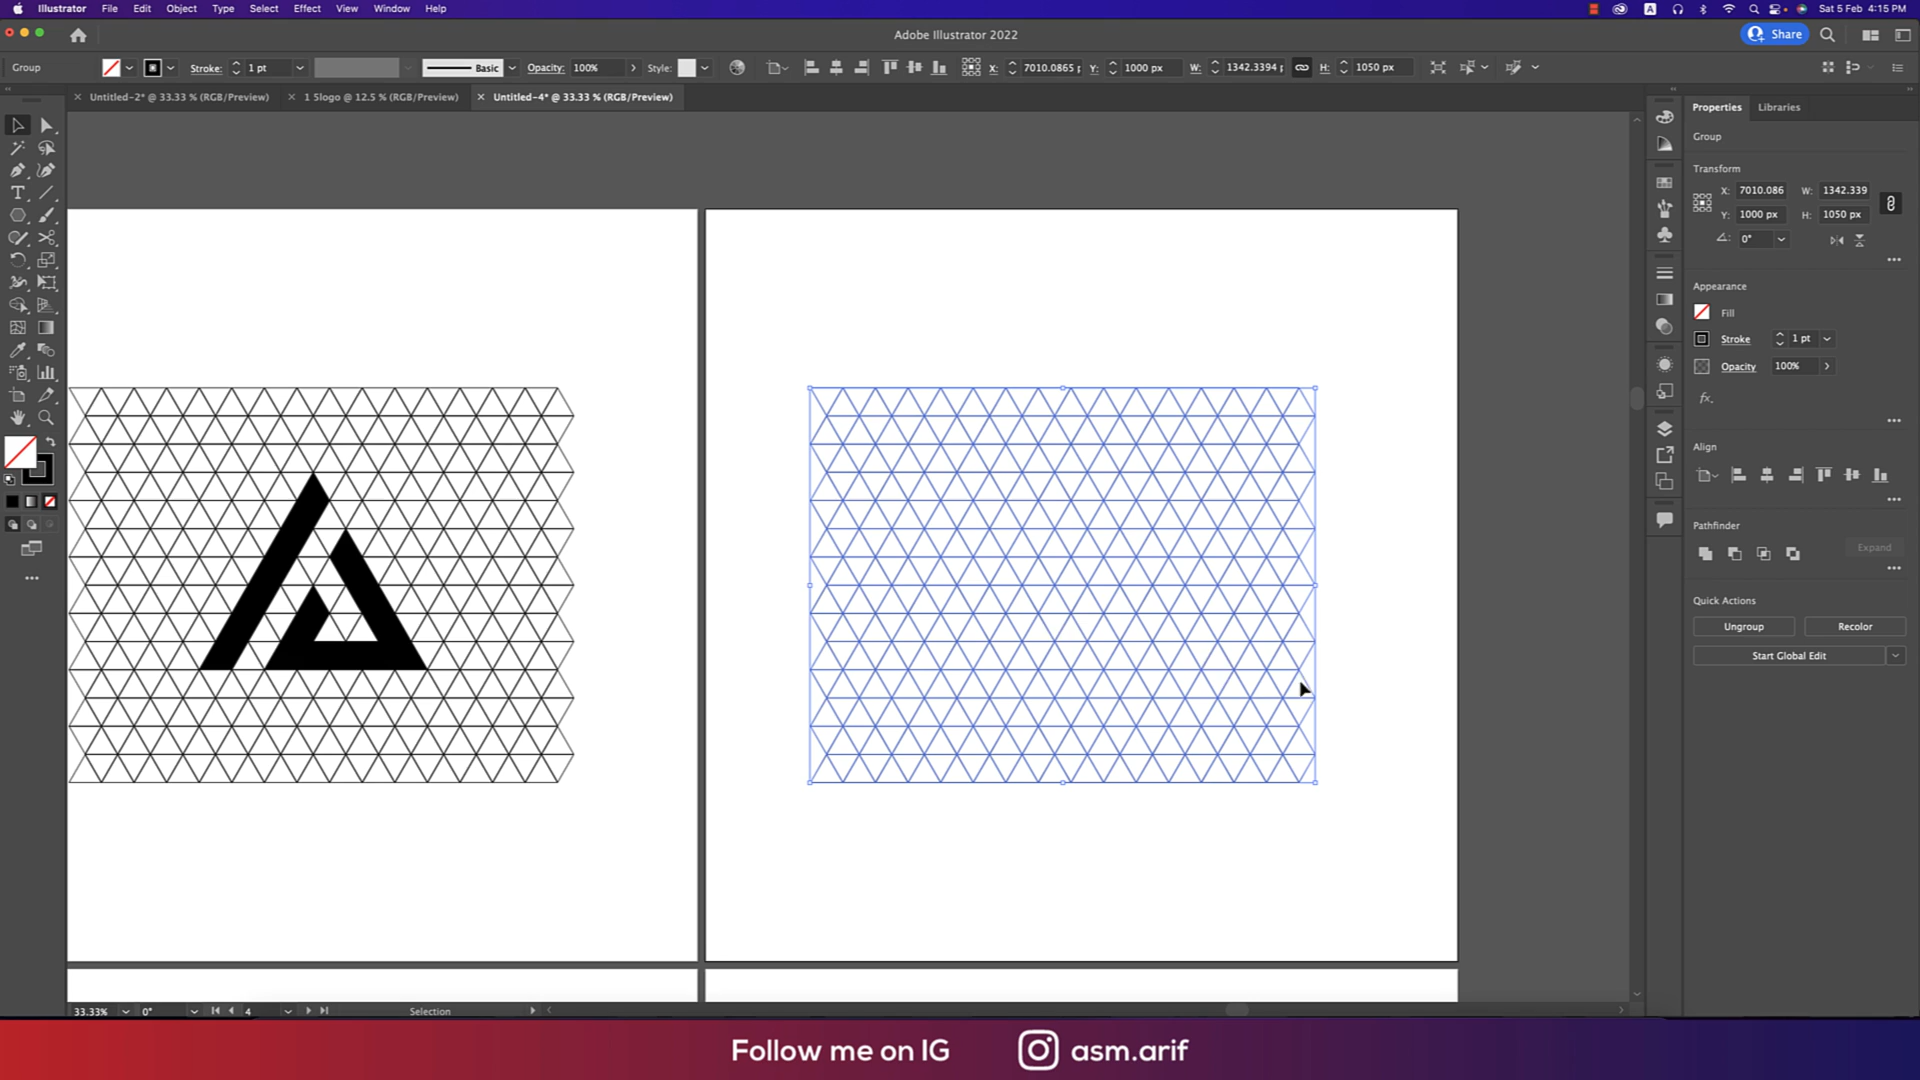 Illustrator File Edit Object Type Select Effect View Window Help
A Sat 5 Feb 4:15 PM
Adobe Illustrator 2022
Share
Group Stroke: 1 pt Basic Opacity: 100% Style: X: 7010.0865 Y: 1000 px W: 1342.3394 H: 1050 px
Untitled-2* @ 33.33 % (RGB/Preview) 1 5logo @ 12.5 % (RGB/Preview) Untitled-4* @ 33.33 % (RGB/Preview)
Properties Libraries
Group
Transform
X: 7010.086 W: 1342.339
Y: 1000 px H: 1050 px
0°
Appearance
Fill
Stroke 1 pt
Opacity 100%
fx.
Align
Pathfinder
Expand
Quick Actions
Ungroup Recolor
Start Global Edit
33.33% 0° 4 Selection
Follow me on IG asm.arif